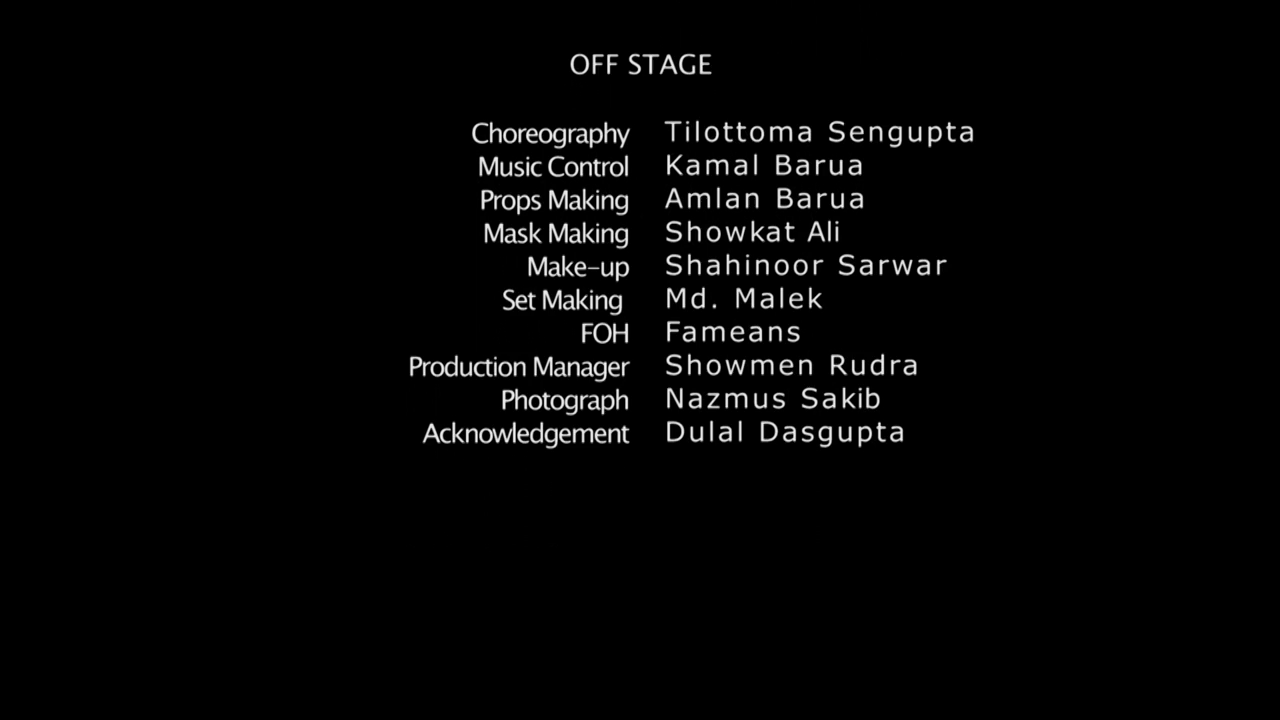 OFF STAGE
Choreography Tilottoma Sengupta
Music Control Kamal Barua
Props Making Amlan Barua
Mask Making Showkat Ali
Make-up Shahinoor Sarwar
Set Making Md. Malek
FOH Fameans
Production Manager Showmen Rudra
Photograph Nazmus Sakib
Acknowledgement Dulal Dasgupta